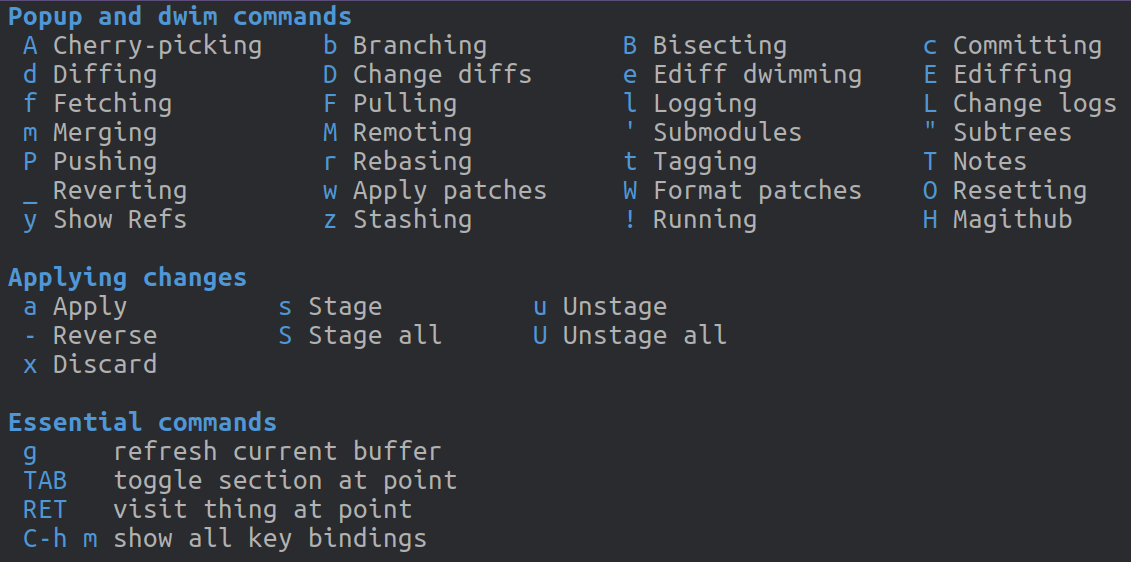 Popup and dwim commands
A Cherry-picking b Branching B Bisecting c Committing
d Diffing D Change diffs e Ediff dwimming E Ediffing
f Fetching F Pulling l Logging L Change logs
m Merging M Remoting ' Submodules " Subtrees
P Pushing r Rebasing t Tagging T Notes
_ Reverting w Apply patches W Format patches O Resetting
y Show Refs z Stashing ! Running H Magithub
Applying changes
a Apply s Stage u Unstage
- Reverse S Stage all U Unstage all
x Discard
Essential commands
g refresh current buffer
TAB toggle section at point
RET visit thing at point
C-h m show all key bindings